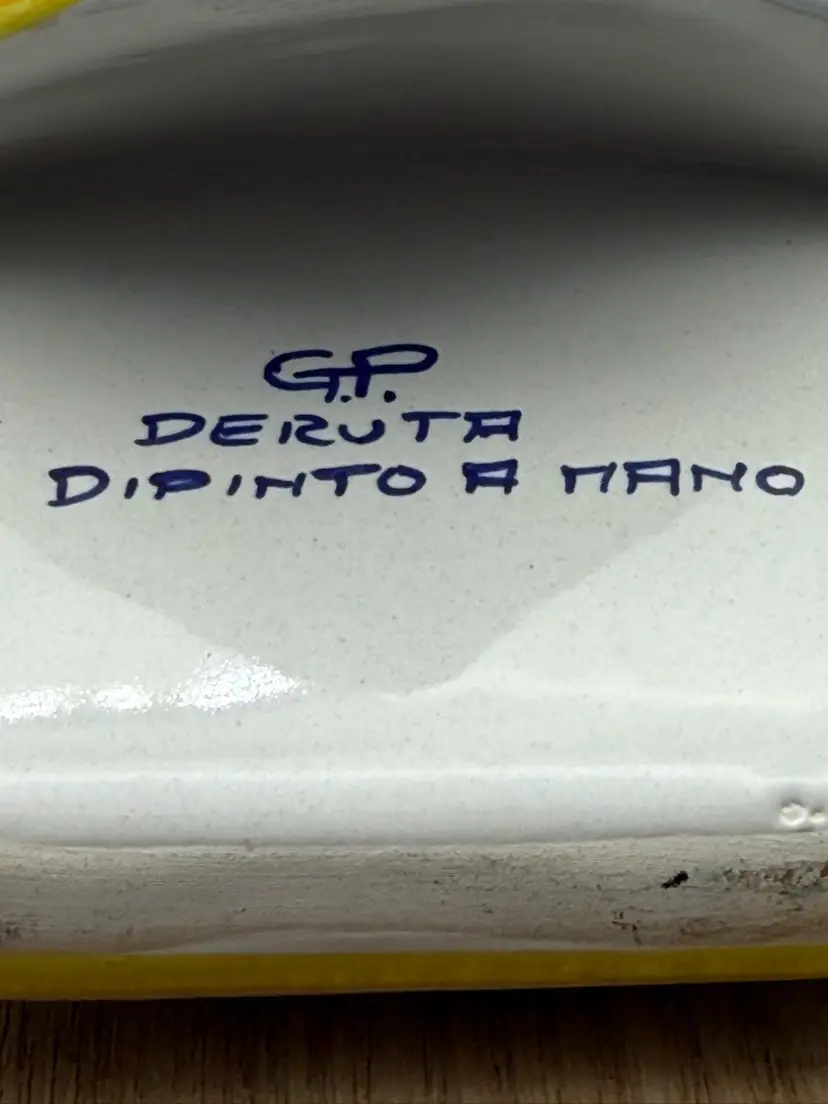 G.P.
DERUTA
DIPINTO A MANO